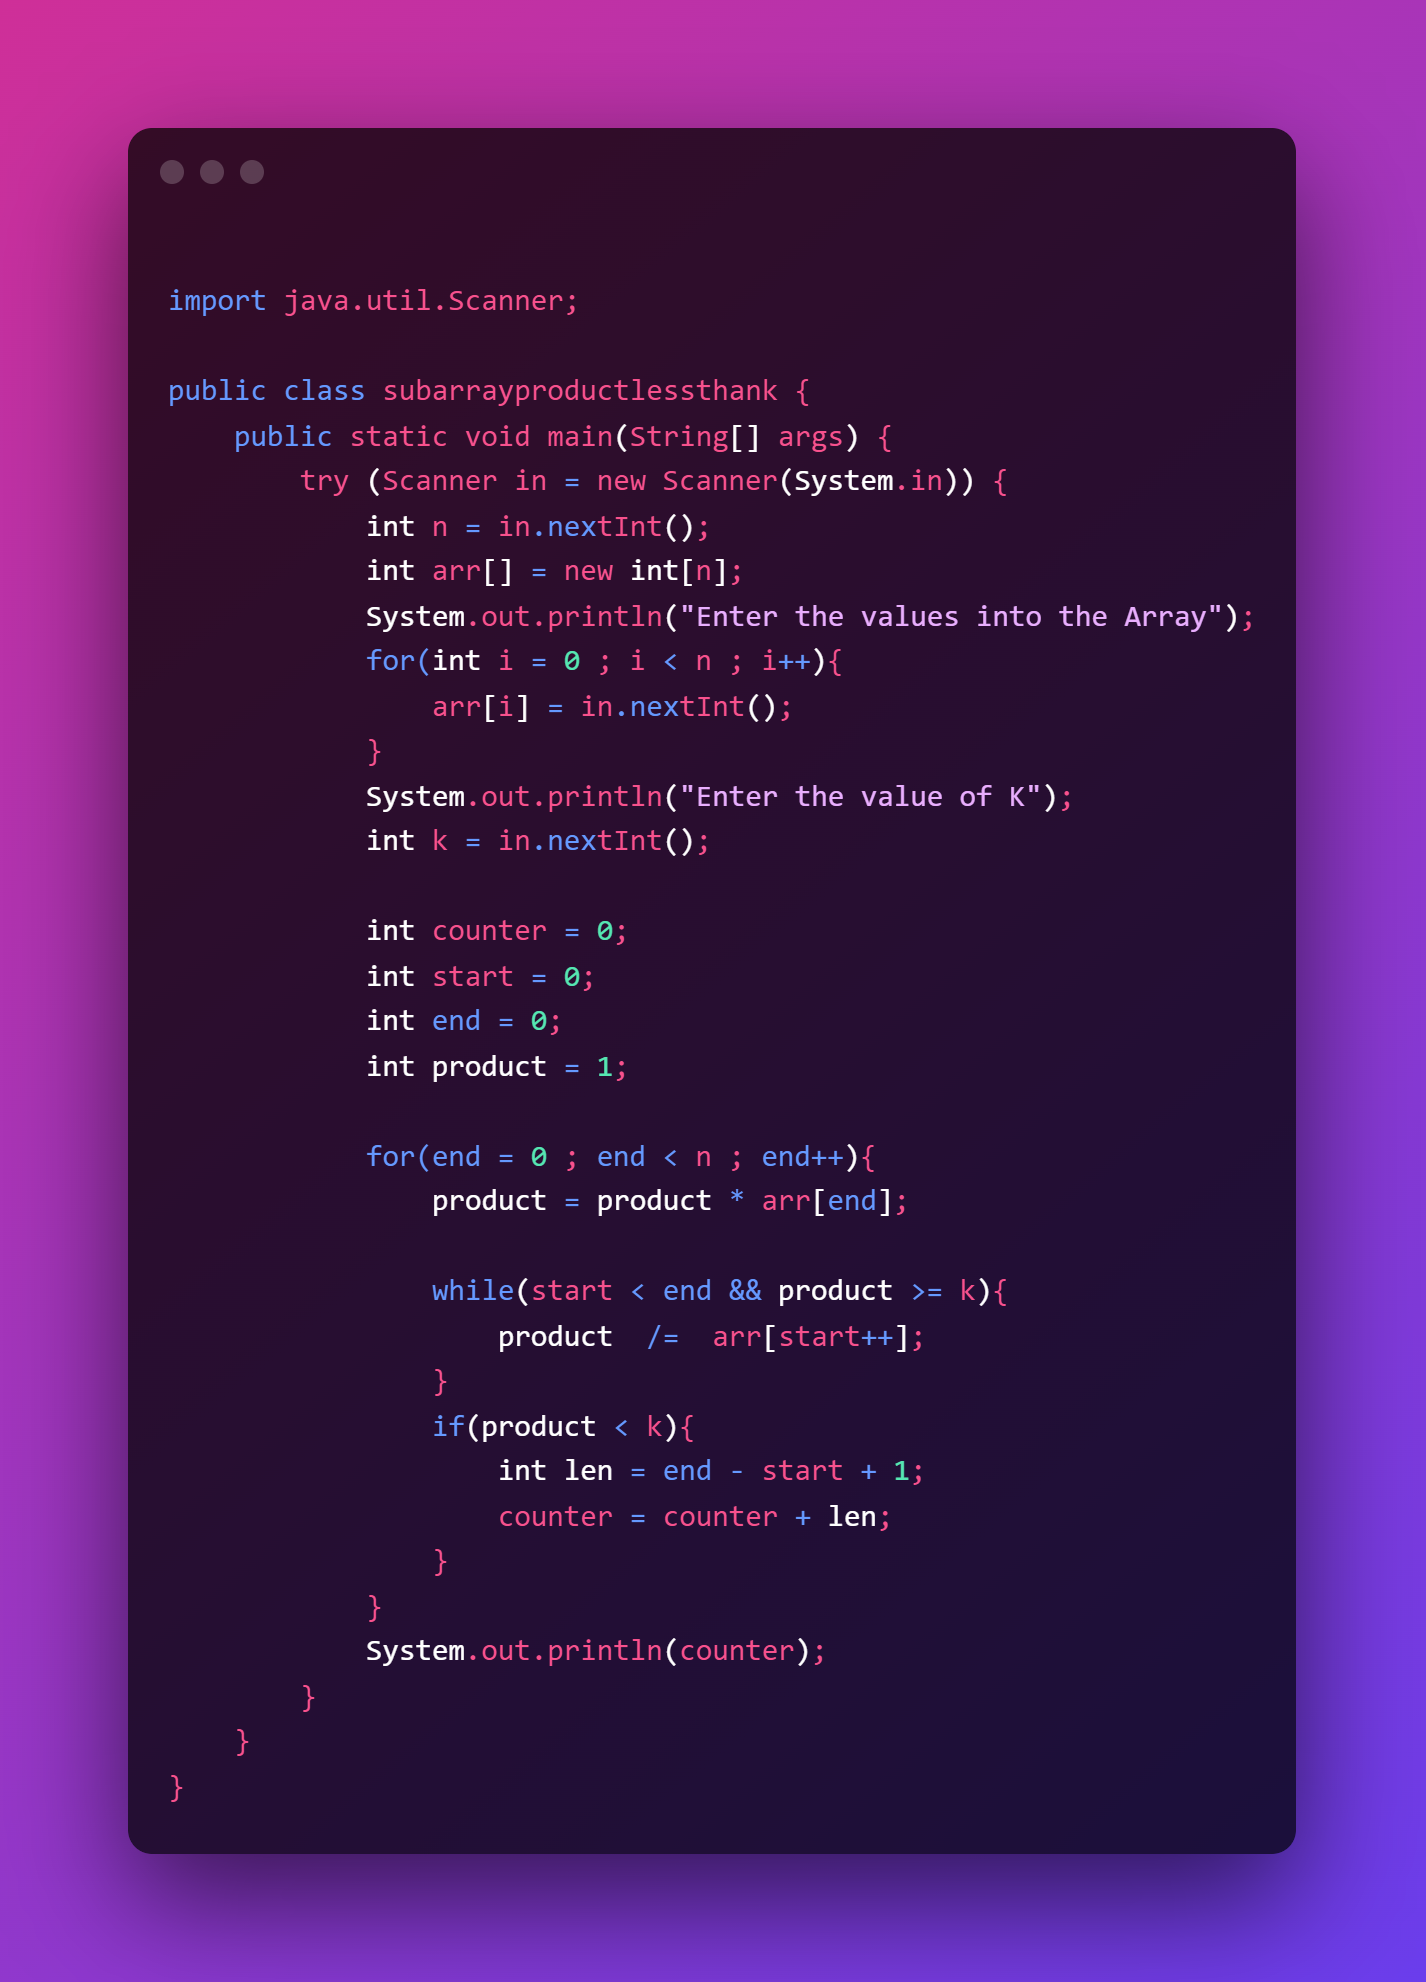 import java.util.Scanner;

public class subarrayproductlessthank {
    public static void main(String[] args) {
        try (Scanner in = new Scanner(System.in)) {
            int n = in.nextInt();
            int arr[] = new int[n];
            System.out.println("Enter the values into the Array");
            for(int i = 0 ; i < n ; i++){
                arr[i] = in.nextInt();
            }
            System.out.println("Enter the value of K");
            int k = in.nextInt();

            int counter = 0;
            int start = 0;
            int end = 0;
            int product = 1;

            for(end = 0 ; end < n ; end++){
                product = product * arr[end];

                while(start < end && product >= k){
                    product  /=  arr[start++];
                }
                if(product < k){
                    int len = end - start + 1;
                    counter = counter + len;
                }
            }
            System.out.println(counter);
        }
    }
}